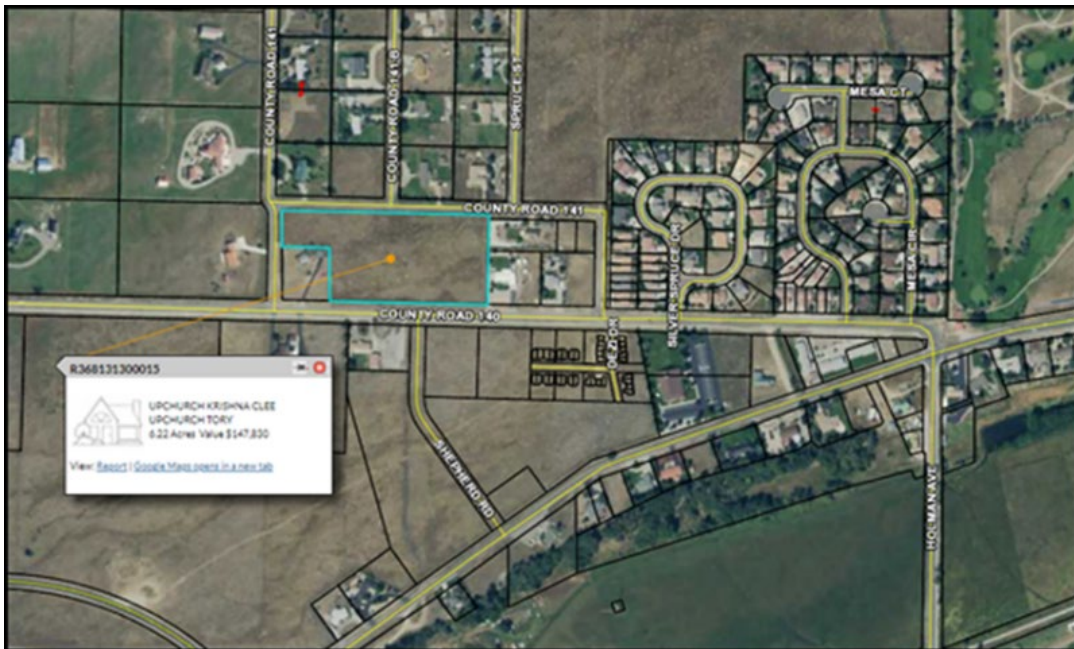 COUNTY ROAD 141
COUNTY ROAD 141 B
SPRUCE ST
MESA CT
COUNTY ROAD 141
SILVER SPRUCE DR
MESA CIR
COUNTY ROAD 140
R368131300015
UPCHURCH KRISHNA CLEE
UPCHURCH TORY
6.22 Acres Value $147,830
View: Report | Google Maps opens in a new tab
SHEPHERD RD
HOLMAN AVE